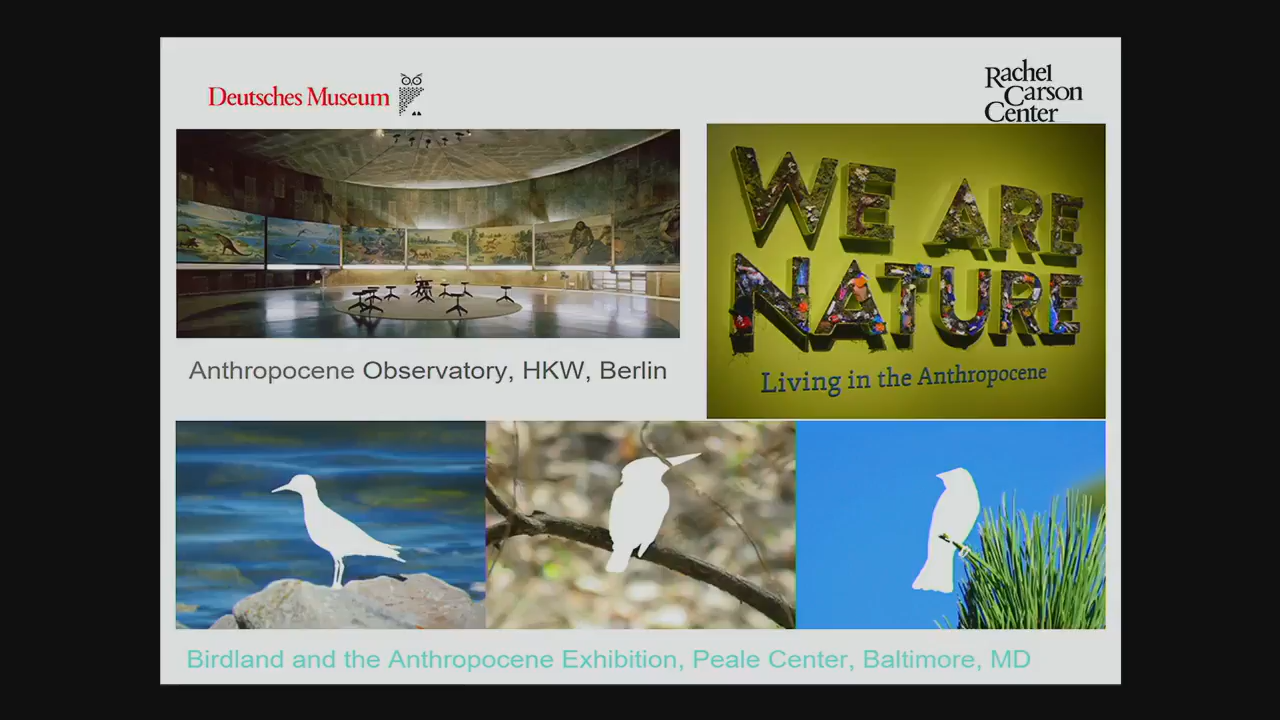 Deutsches Museum
Rachel
Carson
Center
WE ARE
NATURE
Living in the Anthropocene
Anthropocene Observatory, HKW, Berlin
Birdland and the Anthropocene Exhibition, Peale Center, Baltimore, MD